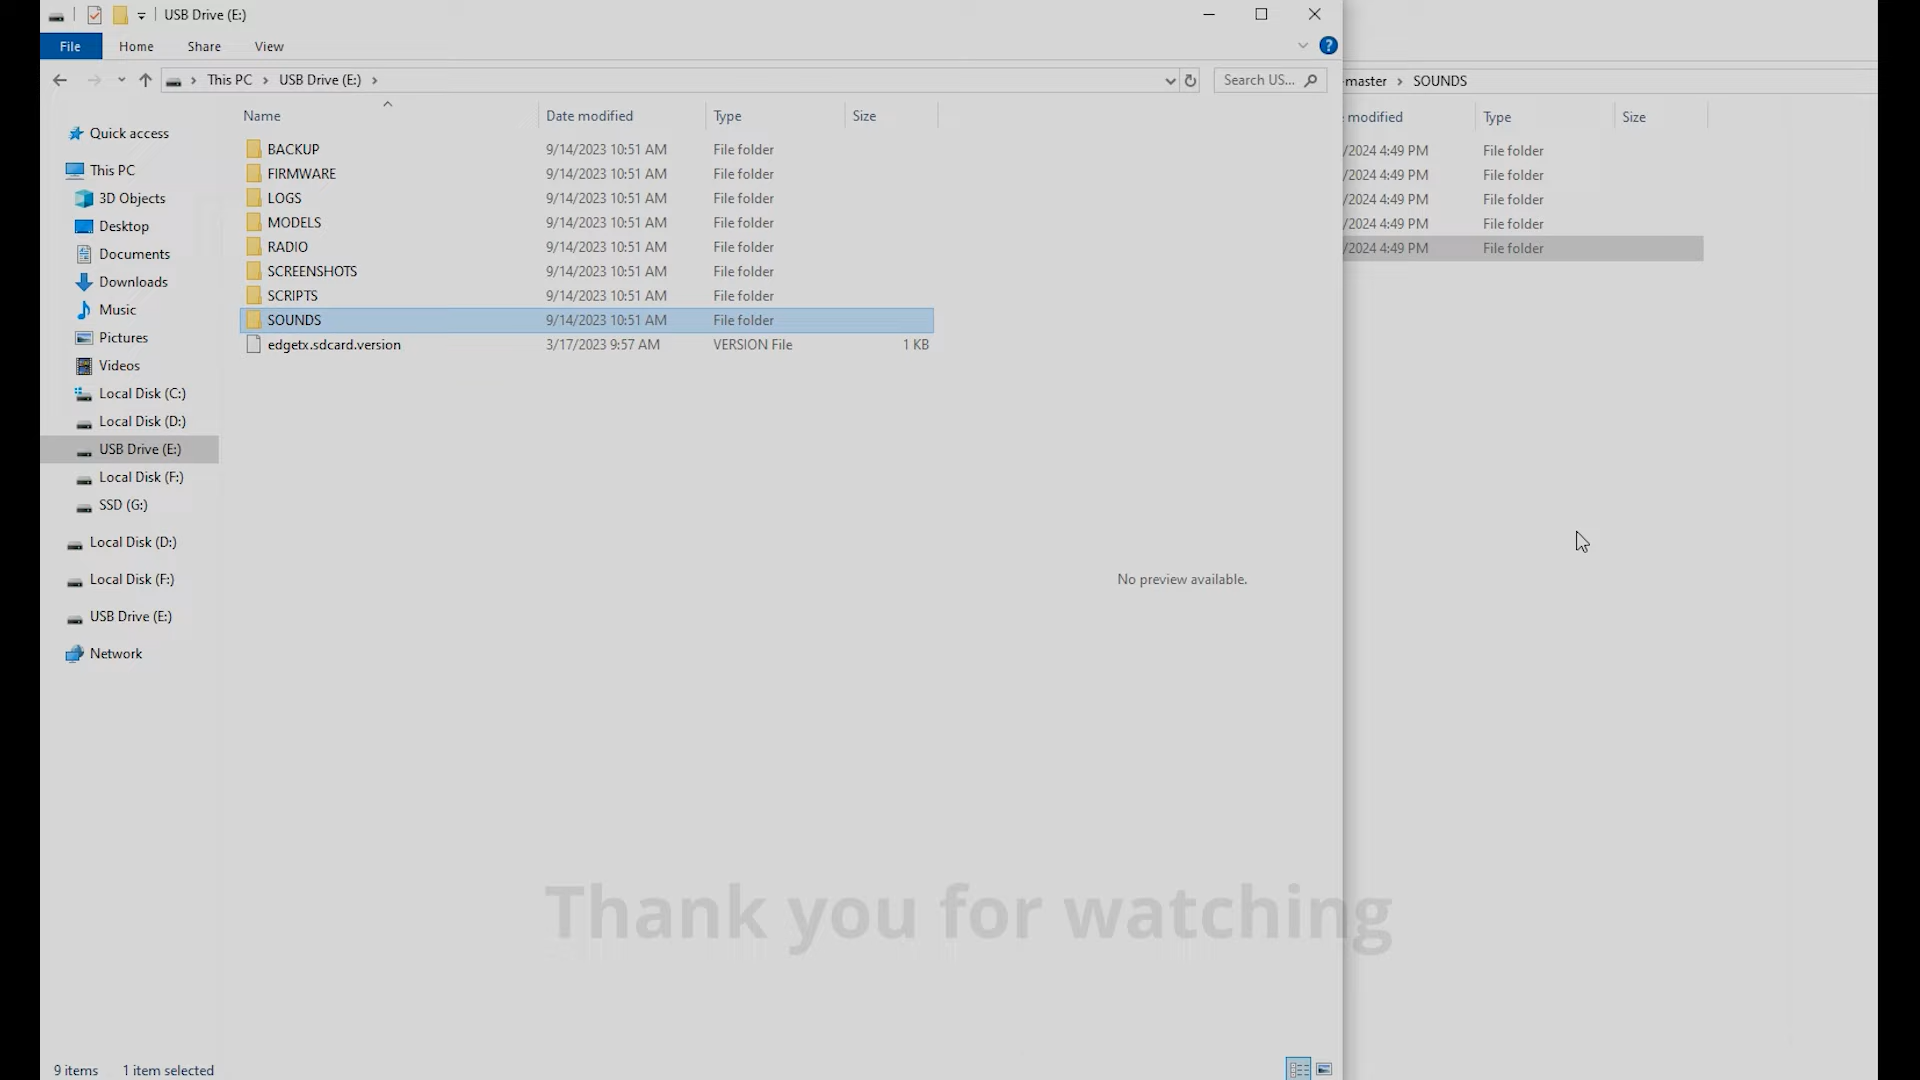 USB Drive (E:)
File Home Share View
This PC USB Drive (E:) Search US...
-master SOUNDS
Name Date modified Type Size
modified Type Size
Quick access
This PC
3D Objects
Desktop
Documents
Downloads
Music
Pictures
Videos
Local Disk (C:)
Local Disk (D:)
USB Drive (E:)
Local Disk (F:)
SSD (G:)
Local Disk (D:)
Local Disk (F:)
USB Drive (E:)
Network
BACKUP 9/14/2023 10:51 AM File folder
FIRMWARE 9/14/2023 10:51 AM File folder
LOGS 9/14/2023 10:51 AM File folder
MODELS 9/14/2023 10:51 AM File folder
RADIO 9/14/2023 10:51 AM File folder
SCREENSHOTS 9/14/2023 10:51 AM File folder
SCRIPTS 9/14/2023 10:51 AM File folder
SOUNDS 9/14/2023 10:51 AM File folder
edgetx.sdcard.version 3/17/2023 9:57 AM VERSION File 1 KB
/2024 4:49 PM File folder
/2024 4:49 PM File folder
/2024 4:49 PM File folder
/2024 4:49 PM File folder
/2024 4:49 PM File folder
No preview available.
Thank you for watching
9 items 1 item selected